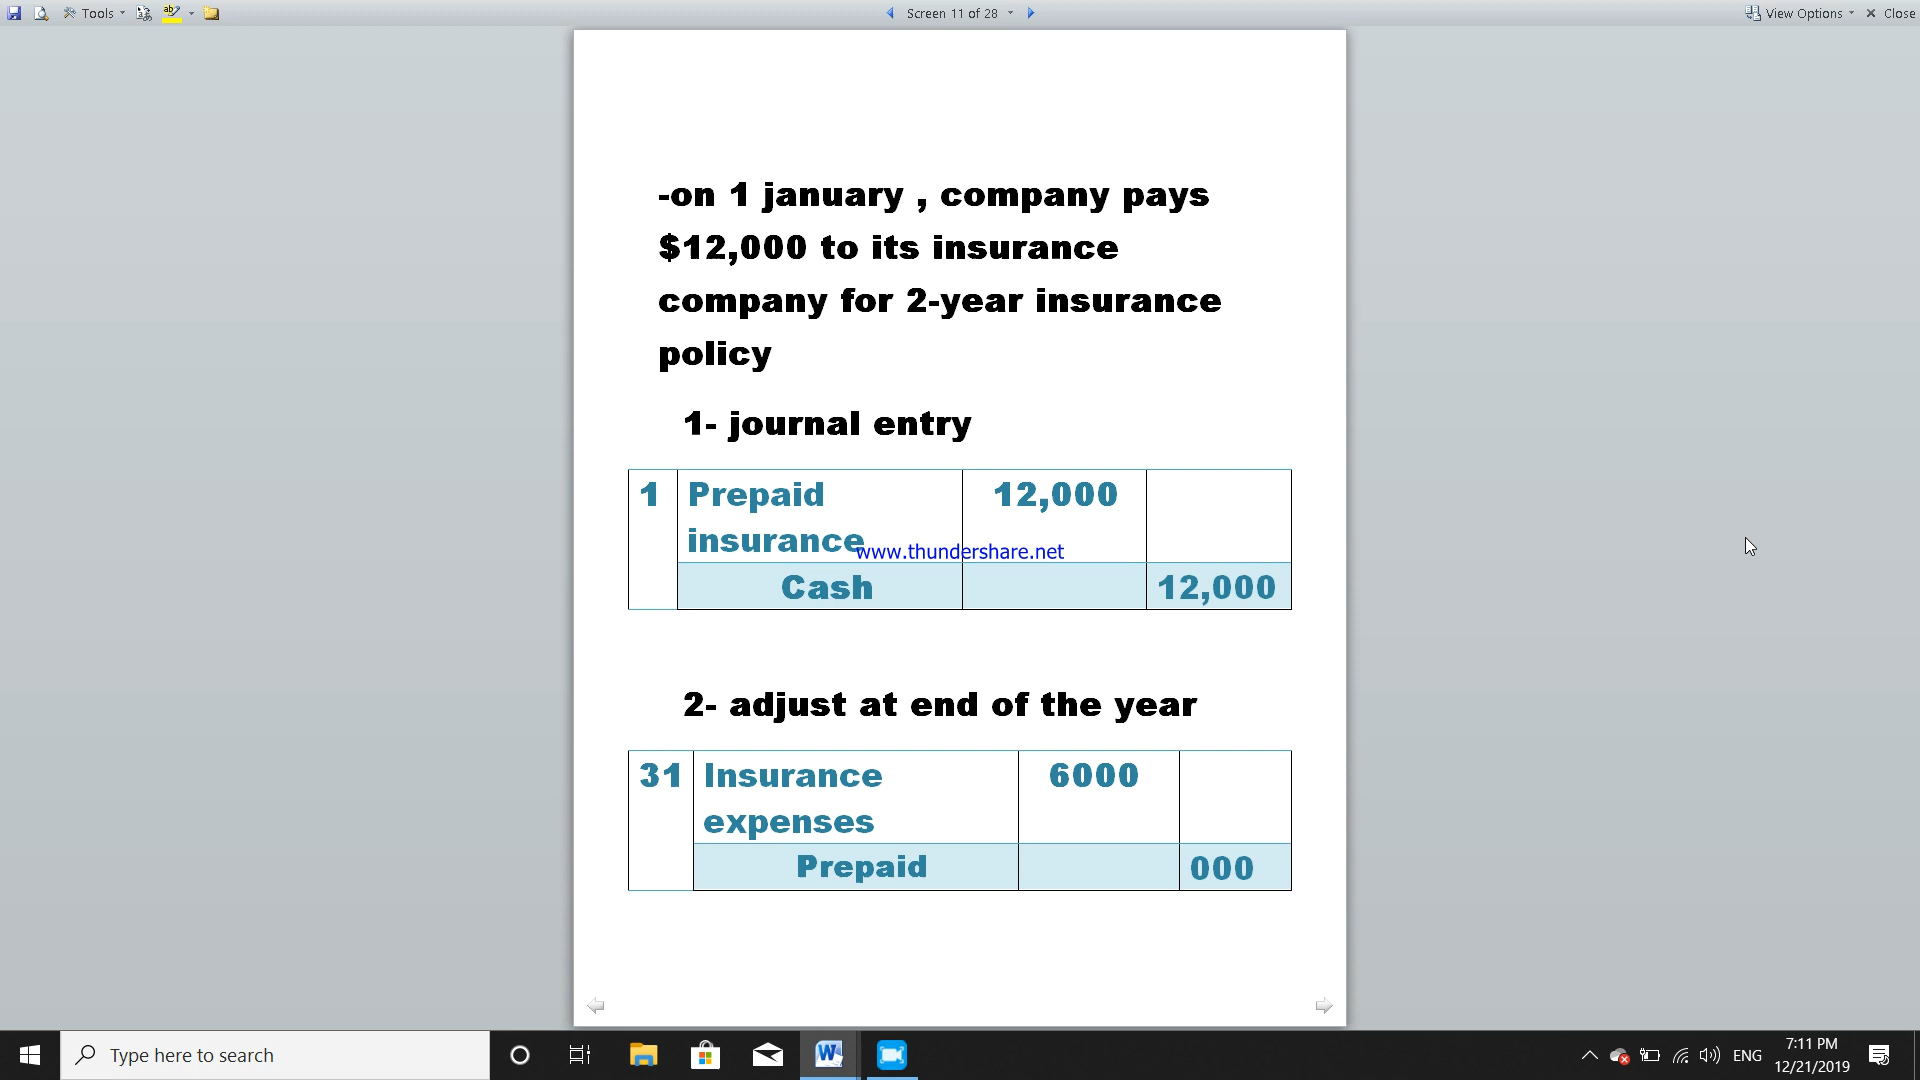 Tools
Screen 11 of 28
View Options
Close
-on 1 january , company pays
$12,000 to its insurance
company for 2-year insurance
policy
1- journal entry
1 Prepaid insurance 12,000
www.thundershare.net
Cash 12,000
2- adjust at end of the year
31 Insurance expenses 6000
Prepaid 000
Type here to search
ENG
7:11 PM
12/21/2019